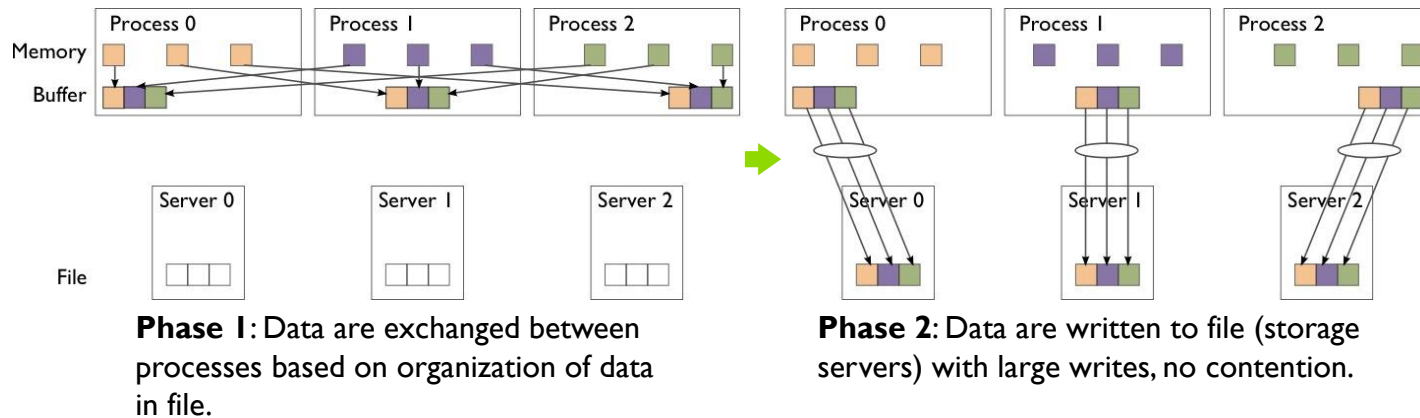 Process 0 Process 1 Process 2 Process 0 Process 1 Process 2
Memory
Buffer
Server 0 Server 1 Server 2 Server 0 Server 1 Server 2
File
Phase 1: Data are exchanged between
processes based on organization of data
in file.
Phase 2: Data are written to file (storage
servers) with large writes, no contention.